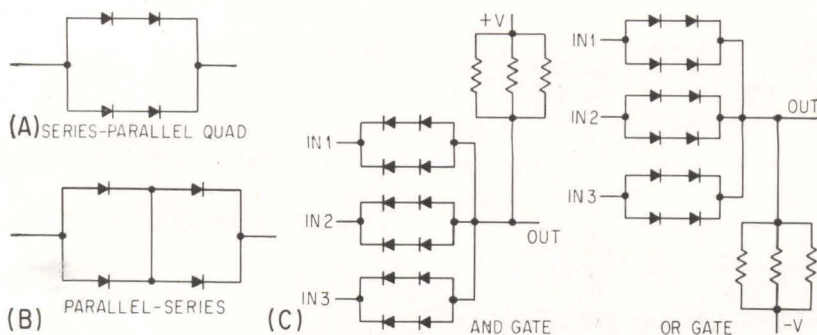 (A) SERIES-PARALLEL QUAD
(B) PARALLEL-SERIES
(C)
+V
IN1
IN2
IN3
OUT
AND GATE
IN1
IN2
IN3
OUT
-V
OR GATE